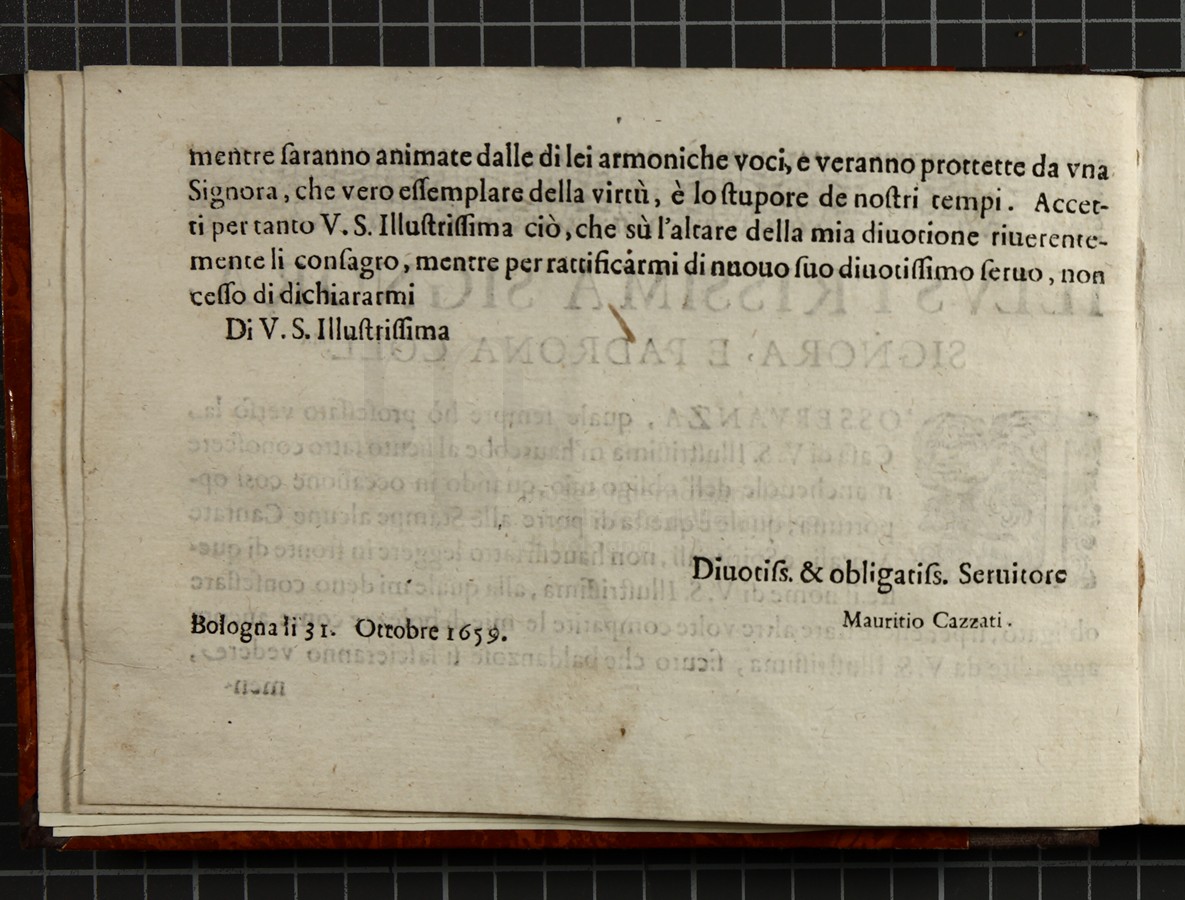 mentre ſaranno animate dalle di lei armoniche voci, e veranno prottette da vna
Signora, che vero eſſemplare della virtù, è lo ſtupore de noſtri tempi. Accet-
ti per tanto V. S. Illuſtriſſima ciò, che sù l'altare della mia diuotione riuerente-
mente li conſagro, mentre per rattificarmi di nuouo ſuo diuotiſſimo ſeruo, non
ceſſo di dichiararmi
Di V. S. Illuſtriſſima
Diuotiſs. & obligatiſs. Seruitore
Mauritio Cazzati.
Bologna li 31. Ottobre 1659.